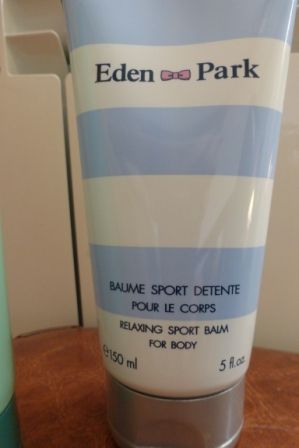 Eden Park
BAUME SPORT DETENTE
POUR LE CORPS
RELAXING SPORT BALM
FOR BODY
℮150 ml 5 fl.oz.